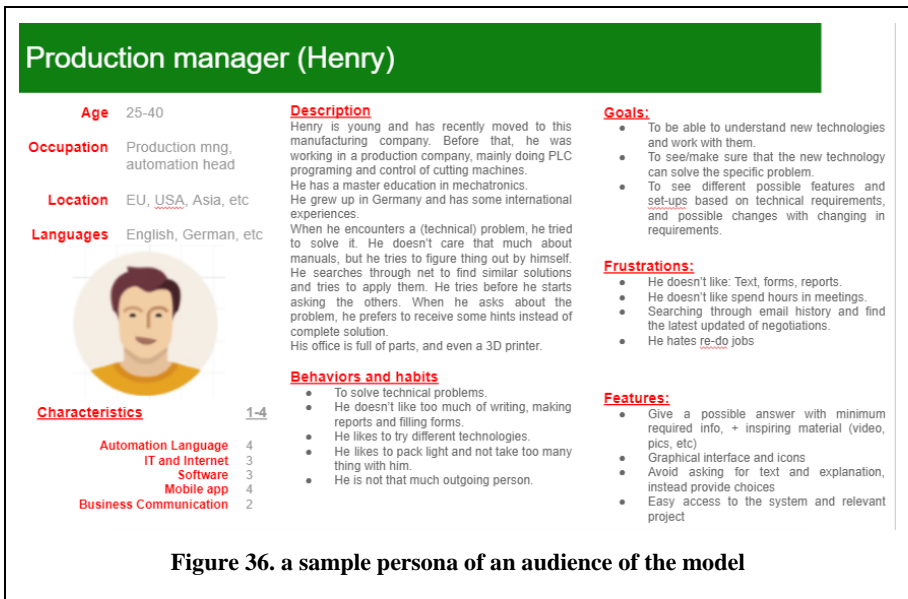 Production manager (Henry)
Age 25-40
Occupation Production mng,
automation head
Location EU, USA, Asia, etc
Languages English, German, etc
Characteristics 1-4
Automation Language 4
IT and Internet 3
Software 3
Mobile app 4
Business Communication 2
Description
Henry is young and has recently moved to this
manufacturing company. Before that, he was
working in a production company, mainly doing PLC
programing and control of cutting machines.
He has a master education in mechatronics.
He grew up in Germany and has some international
experiences.
When he encounters a (technical) problem, he tried
to solve it. He doesn't care that much about
manuals, but he tries to figure thing out by himself.
He searches through net to find similar solutions
and tries to apply them. He tries before he starts
asking the others. When he asks about the
problem, he prefers to receive some hints instead of
complete solution.
His office is full of parts, and even a 3D printer.
Behaviors and habits
● To solve technical problems.
● He doesn't like too much of writing, making
reports and filling forms.
● He likes to try different technologies.
● He likes to pack light and not take too many
thing with him.
● He is not that much outgoing person.
Goals:
● To be able to understand new technologies
and work with them.
● To see/make sure that the new technology
can solve the specific problem.
● To see different possible features and
set-ups based on technical requirements,
and possible changes with changing in
requirements.
Frustrations:
● He doesn't like: Text, forms, reports.
● He doesn't like spend hours in meetings.
● Searching through email history and find
the latest updated of negotiations.
● He hates re-do jobs
Features:
● Give a possible answer with minimum
required info, + inspiring material (video,
pics, etc)
● Graphical interface and icons
● Avoid asking for text and explanation,
instead provide choices
● Easy access to the system and relevant
project
Figure 36. a sample persona of an audience of the model